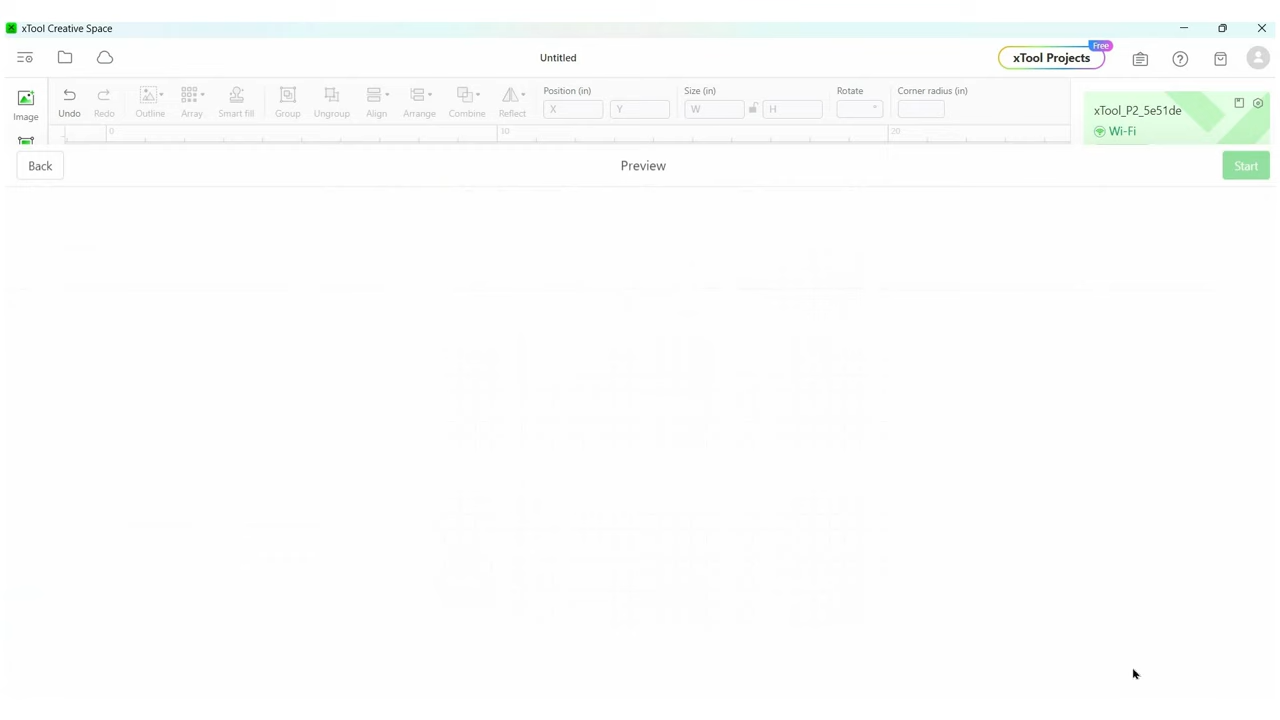 xTool Creative Space
Untitled
Free
xTool Projects
Image
Undo
Redo
Outline
Array
Smart fill
Group
Ungroup
Align
Arrange
Combine
Reflect
Position (in)
X
Y
Size (in)
W
H
Rotate
Corner radius (in)
0
10
20
xTool_P2_5e51de
Wi-Fi
Back
Preview
Start